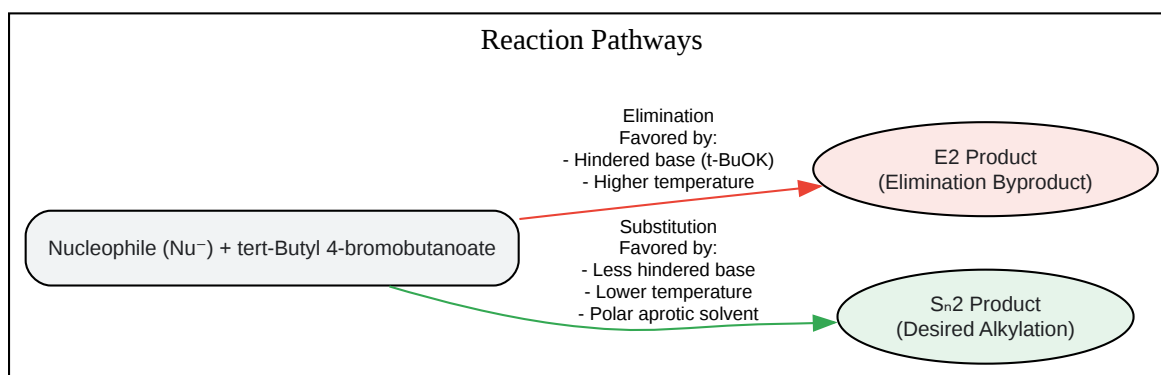 Reaction Pathways
Elimination
Favored by:
- Hindered base (t-BuOK)
- Higher temperature
E2 Product
(Elimination Byproduct)
Nucleophile (Nu⁻) + tert-Butyl 4-bromobutanoate
Substitution
Favored by:
- Less hindered base
- Lower temperature
- Polar aprotic solvent
Sₙ2 Product
(Desired Alkylation)